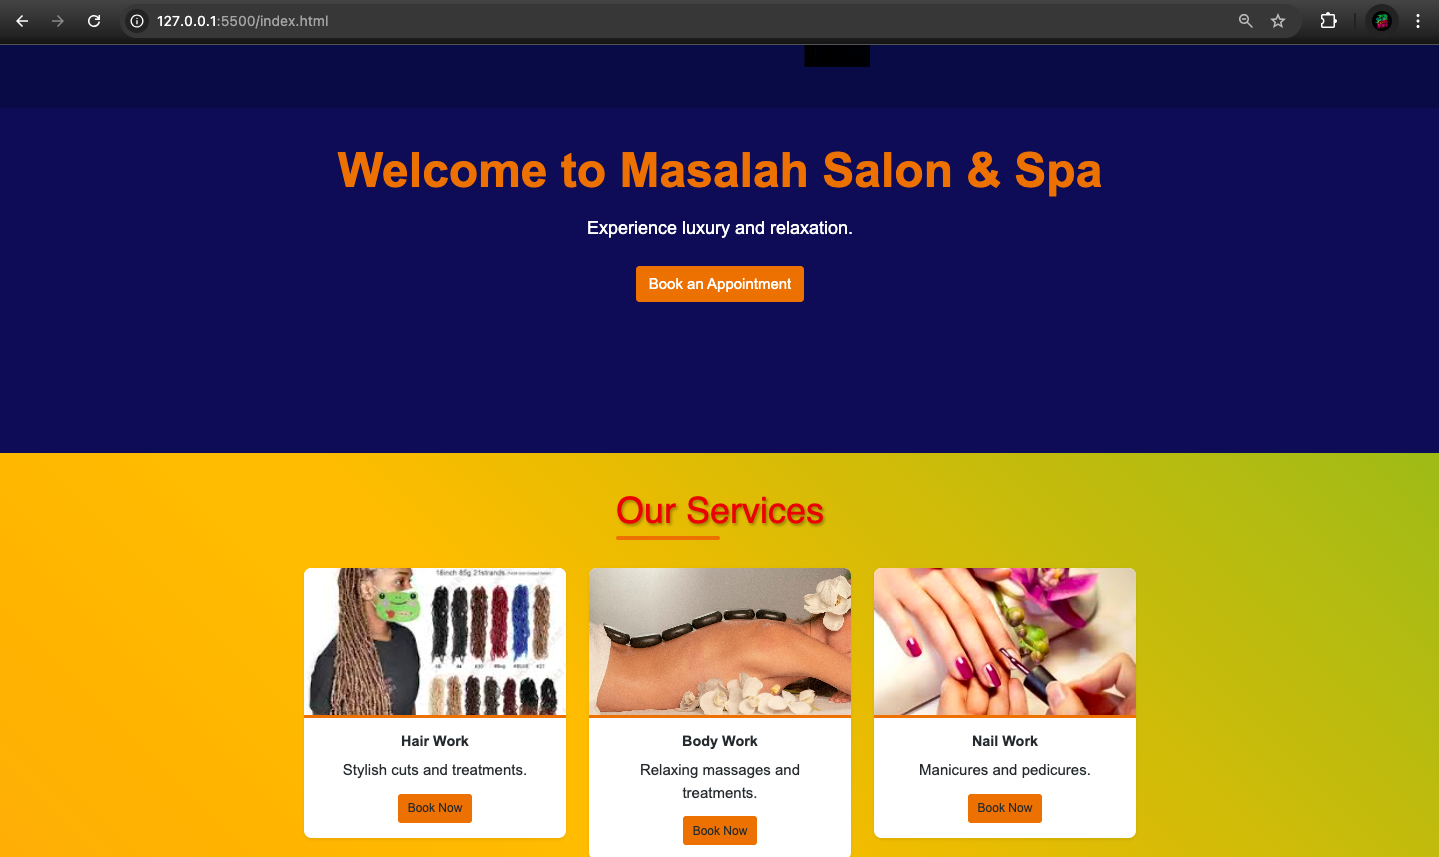 127.0.0.1:5500/index.html
Welcome to Masalah Salon & Spa
Experience luxury and relaxation.
Book an Appointment
Our Services
18inch 85g 21strands
Hair Work
Stylish cuts and treatments.
Book Now
Body Work
Relaxing massages and
treatments.
Book Now
Nail Work
Manicures and pedicures.
Book Now